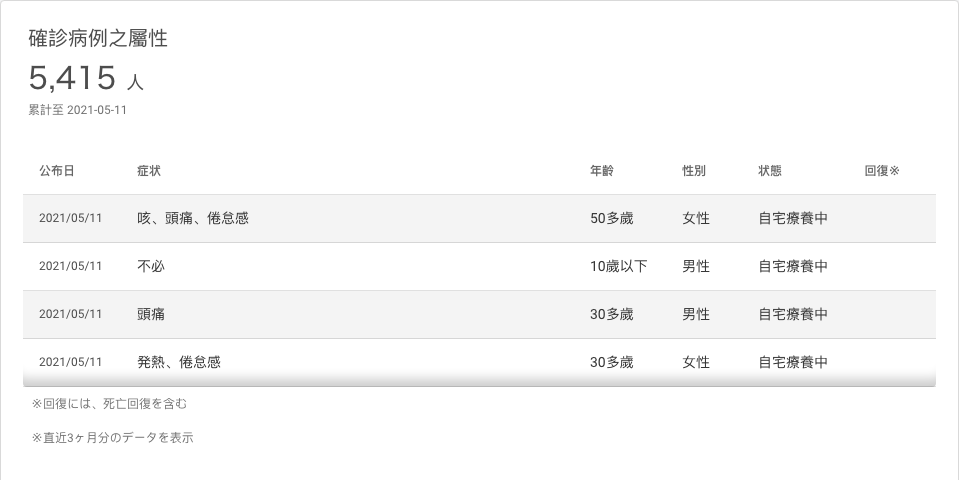 確診病例之屬性
5,415 人
累計至 2021-05-11
公布日 症状 年齡 性別 状態 回復※
2021/05/11 咳、頭痛、倦怠感 50多歲 女性 自宅療養中
2021/05/11 不必 10歲以下 男性 自宅療養中
2021/05/11 頭痛 30多歲 男性 自宅療養中
2021/05/11 発熱、倦怠感 30多歲 女性 自宅療養中
※回復には、死亡回復を含む
※直近3ヶ月分のデータを表示